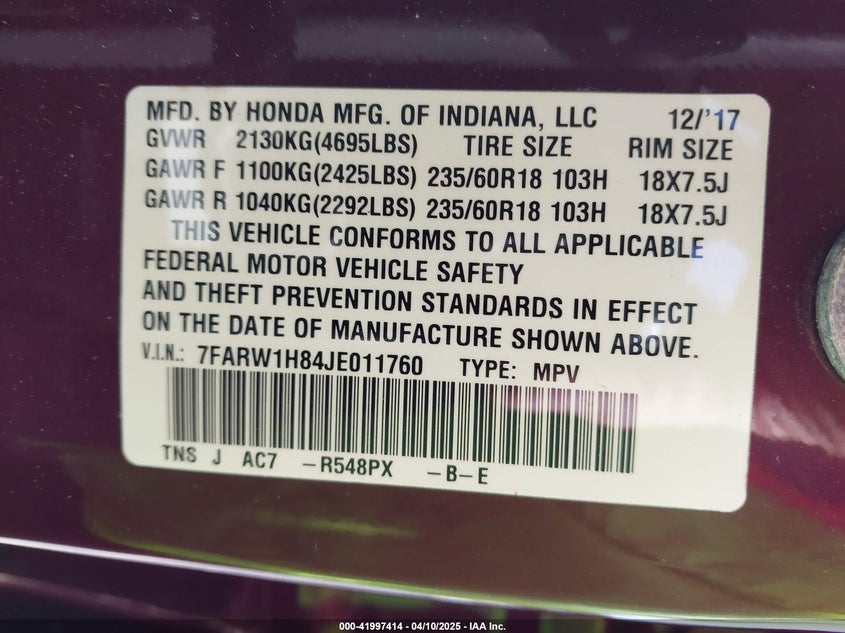 MFD. BY HONDA MFG. OF INDIANA, LLC 12/'17
GVWR 2130KG(4695LBS) TIRE SIZE RIM SIZE
GAWR F 1100KG(2425LBS) 235/60R18 103H 18X7.5J
GAWR R 1040KG(2292LBS) 235/60R18 103H 18X7.5J
THIS VEHICLE CONFORMS TO ALL APPLICABLE
FEDERAL MOTOR VEHICLE SAFETY
AND THEFT PREVENTION STANDARDS IN EFFECT
ON THE DATE OF MANUFACTURE SHOWN ABOVE.
V.I.N.: 7FARW1H84JE011760 TYPE: MPV
TNS J AC7 -R548PX -B-E
000-41997414 - 04/10/2025 - IAA Inc.